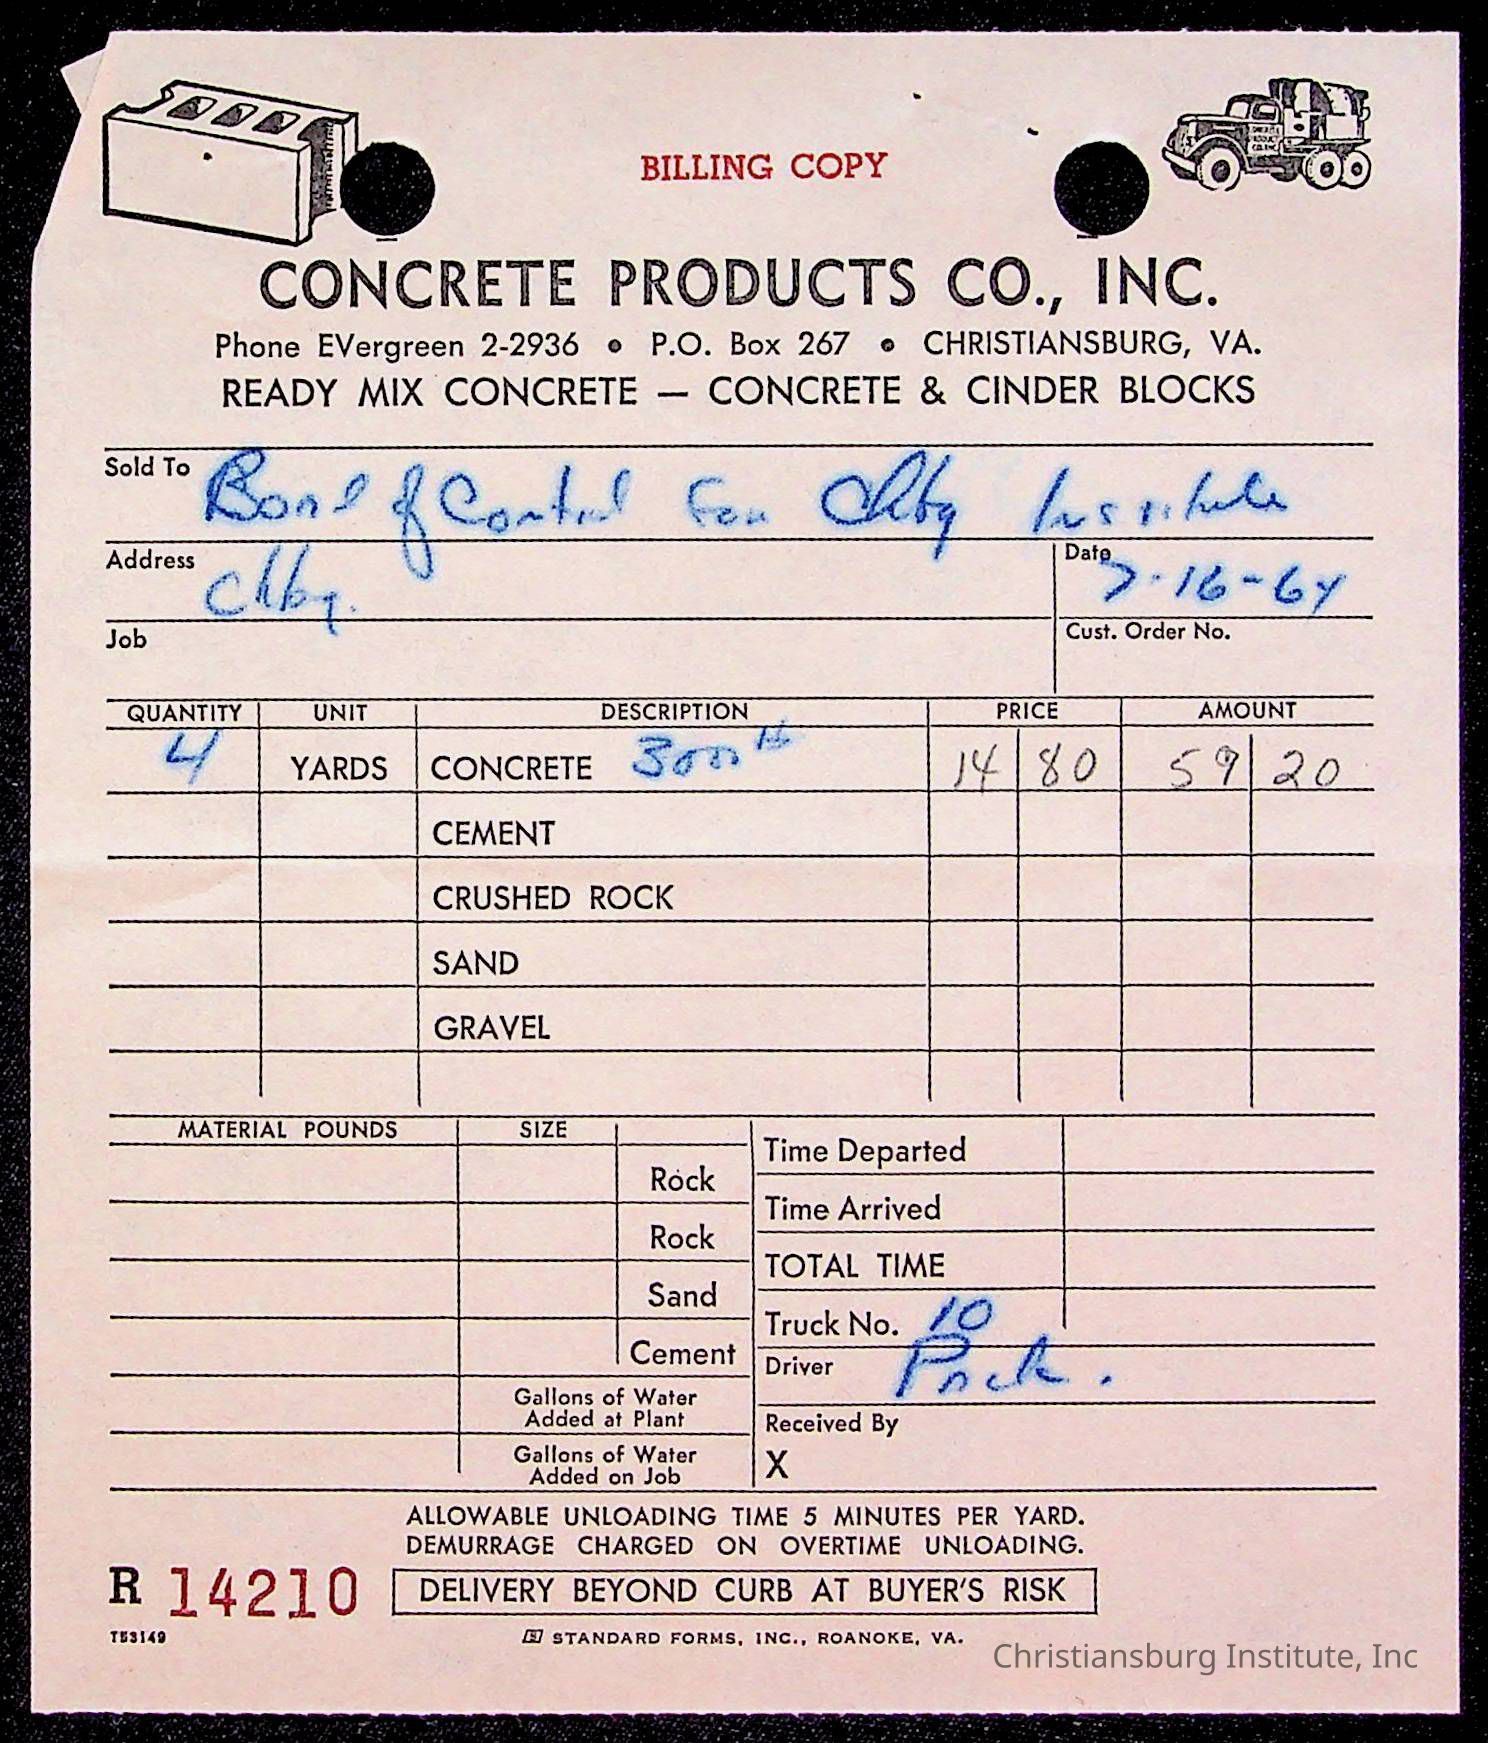 BILLING COPY
CONCRETE PRODUCTS CO., INC.
Phone EVergreen 2-2936 • P.O. Box 267 • CHRISTIANSBURG, VA.
READY MIX CONCRETE — CONCRETE & CINDER BLOCKS
Sold To Board of Control For Chbg Institute
Address Chbg.
Date 7-16-64
Job
Cust. Order No.
QUANTITY UNIT DESCRIPTION PRICE AMOUNT
4 YARDS CONCRETE 3000# 14 80 59 20
CEMENT
CRUSHED ROCK
SAND
GRAVEL
MATERIAL POUNDS SIZE
Rock
Rock
Sand
Cement
Gallons of Water
Added at Plant
Gallons of Water
Added on Job
Time Departed
Time Arrived
TOTAL TIME
Truck No. 10
Driver
Received By
X
ALLOWABLE UNLOADING TIME 5 MINUTES PER YARD.
DEMURRAGE CHARGED ON OVERTIME UNLOADING.
R 14210 DELIVERY BEYOND CURB AT BUYER'S RISK
T53149 STANDARD FORMS, INC., ROANOKE, VA.
Christiansburg Institute, Inc